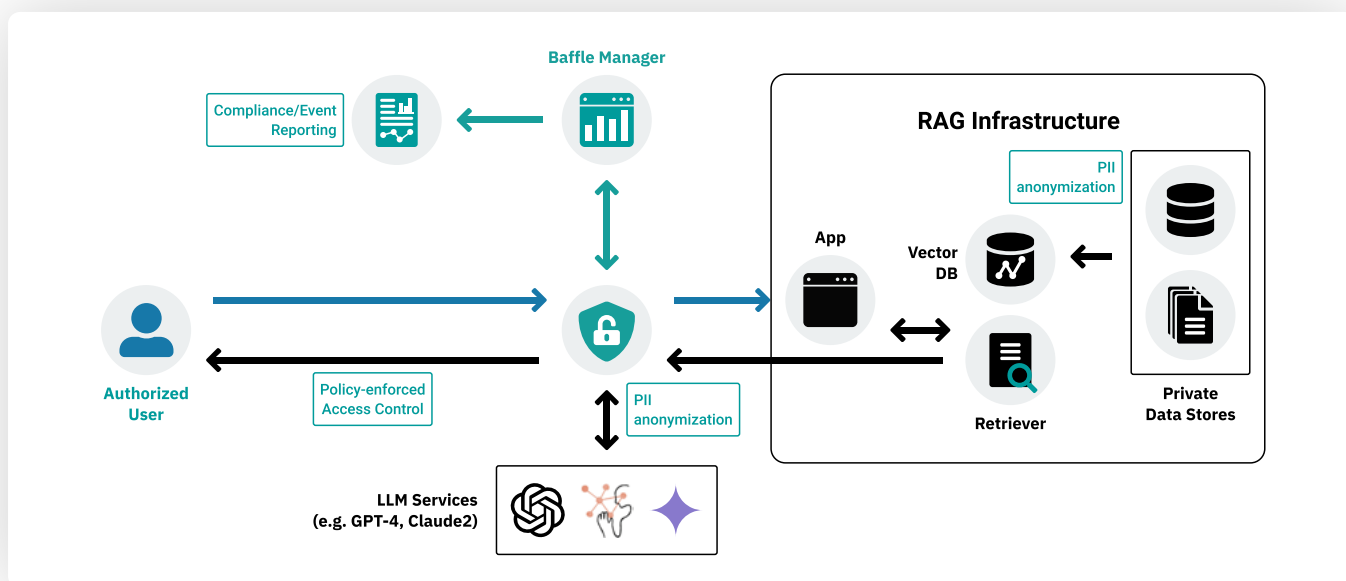 Baffle Manager
Compliance/Event
Reporting
RAG Infrastructure
PII
anonymization
App
Vector
DB
Authorized
User
Policy-enforced
Access Control
PII
anonymization
Retriever
Private
Data Stores
LLM Services
(e.g. GPT-4, Claude2)